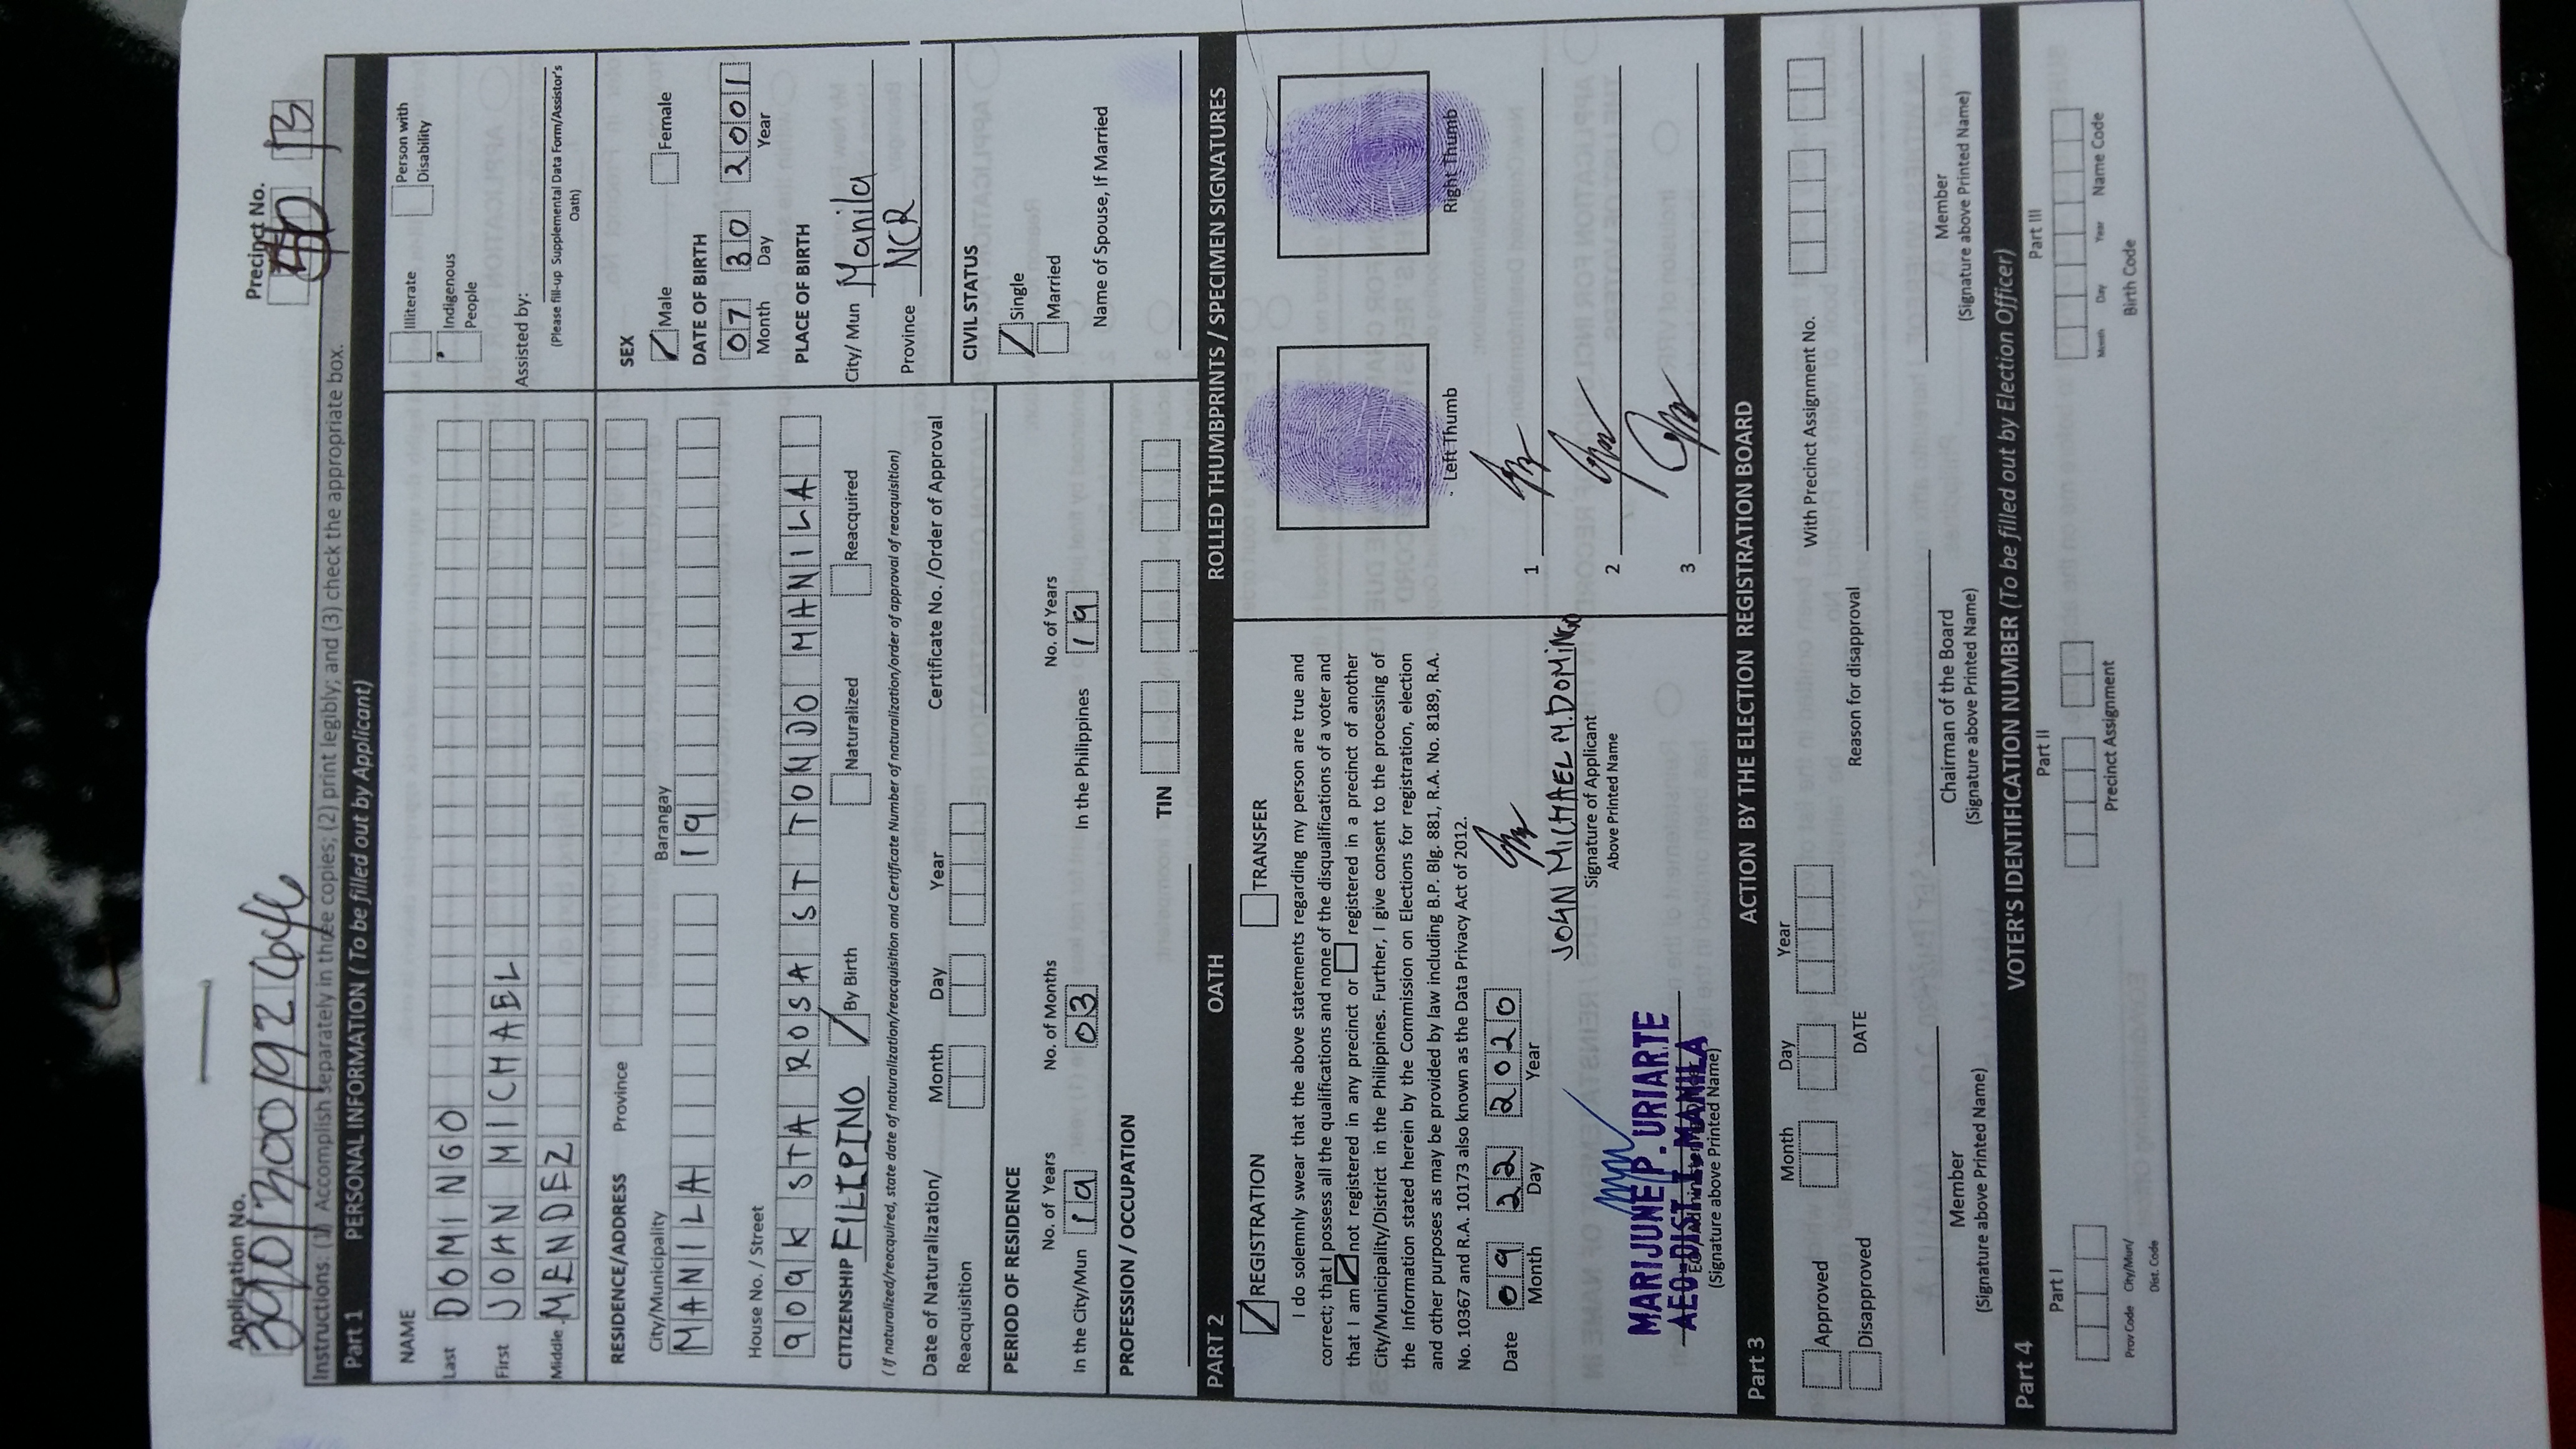 Application No.
Precinct No.
39013001926 46
B
Instructions: (1) Accomplish separately in three copies; (2) print legibly; and (3) check the appropriate box.
Part 1 PERSONAL INFORMATION ( To be filled out by Applicant)
NAME
Last DOMINGO
First JOHN MICHAEL
Middle MENDEZ
Illiterate
Person with Disability
Indigenous People
Assisted by:
(Please fill-up Supplemental Data Form/Assistor's Oath)
RESIDENCE/ADDRESS Province
City/Municipality Barangay
MANILA 19
House No. / Street
909K STA ROSA ST TONDO MANILA
SEX
Male Female
DATE OF BIRTH
07 30 2001
Month Day Year
PLACE OF BIRTH
City/ Mun Manila
Province NCR
CITIZENSHIP FILIPINO By Birth Naturalized Reacquired
( If naturalized/reacquired, state date of naturalization/reacquisition and Certificate Number of naturalization/order of approval of reacquisition)
Date of Naturalization/ Reacquisition
Month Day Year
Certificate No. /Order of Approval
CIVIL STATUS
Single
Married
Name of Spouse, If Married
PERIOD OF RESIDENCE
No. of Years No. of Months No. of Years
In the City/Mun 19 03 In the Philippines 19
PROFESSION / OCCUPATION
TIN
PART 2 OATH ROLLED THUMBPRINTS / SPECIMEN SIGNATURES
REGISTRATION TRANSFER
I do solemnly swear that the above statements regarding my person are true and
correct; that I possess all the qualifications and none of the disqualifications of a voter and
that I am not registered in any precinct or registered in a precinct of another
City/Municipality/District in the Philippines. Further, I give consent to the processing of
the Information stated herein by the Commission on Elections for registration, election
and other purposes as may be provided by law including B.P. Blg. 881, R.A. No. 8189, R.A.
No. 10367 and R.A. 10173 also known as the Data Privacy Act of 2012.
Date 09 22 2020
Month Day Year
JOHN MICHAEL M. DOMINGO
Signature of Applicant
Above Printed Name
MARIJUNE P. URIARTE
AEO-DIST. I, MANILA
EO / Administering Officer
(Signature above Printed Name)
Left Thumb Right Thumb
1
2
3
Part 3 ACTION BY THE ELECTION REGISTRATION BOARD
Month Day Year
Approved
Disapproved
DATE
With Precinct Assignment No.
Reason for disapproval
Member
(Signature above Printed Name)
Chairman of the Board
(Signature above Printed Name)
Member
(Signature above Printed Name)
Part 4 VOTER'S IDENTIFICATION NUMBER (To be filled out by Election Officer)
Part I Part II Part III
Prov Code City/Mun/ Dist. Code
Precinct Assignment
Month Day Year Name Code
Birth Code